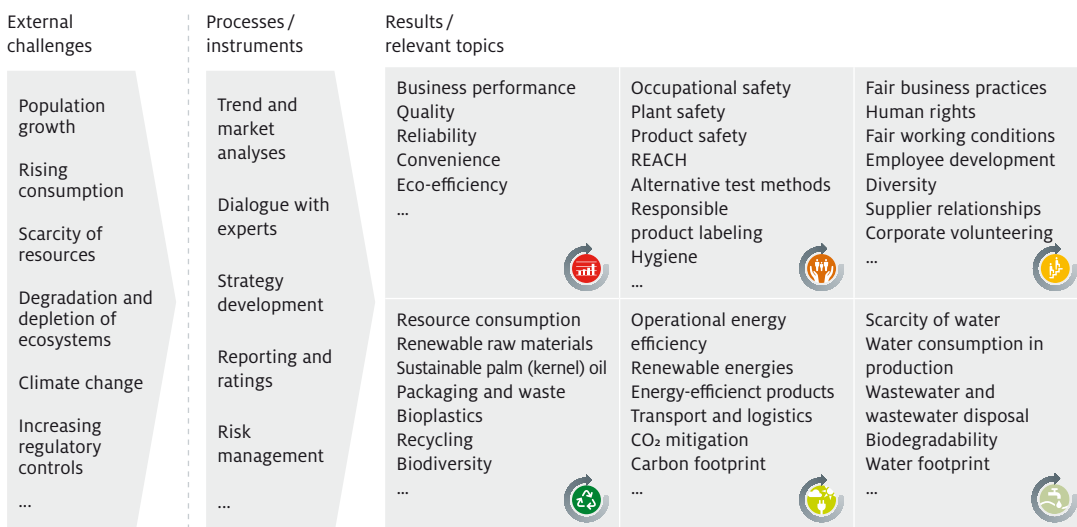 External
challenges
Population
growth
Rising
consumption
Scarcity of
resources
Degradation and
depletion of
ecosystems
Climate change
Increasing
regulatory
controls
...
Processes/
instruments
Trend and
market
analyses
Dialogue with
experts
Strategy
development
Reporting and
ratings
Risk
management
...
Results/
relevant topics
Business performance
Quality
Reliability
Convenience
Eco-efficiency
...
Occupational safety
Plant safety
Product safety
REACH
Alternative test methods
Responsible
product labeling
Hygiene
...
Fair business practices
Human rights
Fair working conditions
Employee development
Diversity
Supplier relationships
Corporate volunteering
...
Resource consumption
Renewable raw materials
Sustainable palm (kernel) oil
Packaging and waste
Bioplastics
Recycling
Biodiversity
...
Operational energy
efficiency
Renewable energies
Energy-efficienct products
Transport and logistics
CO₂ mitigation
Carbon footprint
...
Scarcity of water
Water consumption in
production
Wastewater and
wastewater disposal
Biodegradability
Water footprint
...